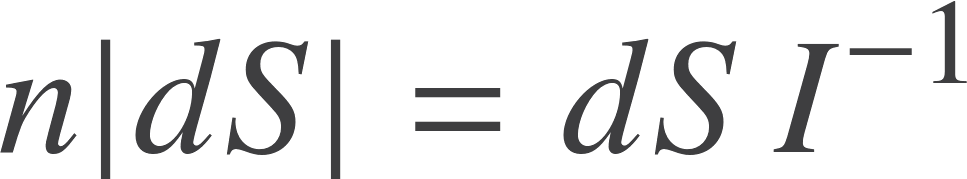 n|dS| = dS I⁻¹